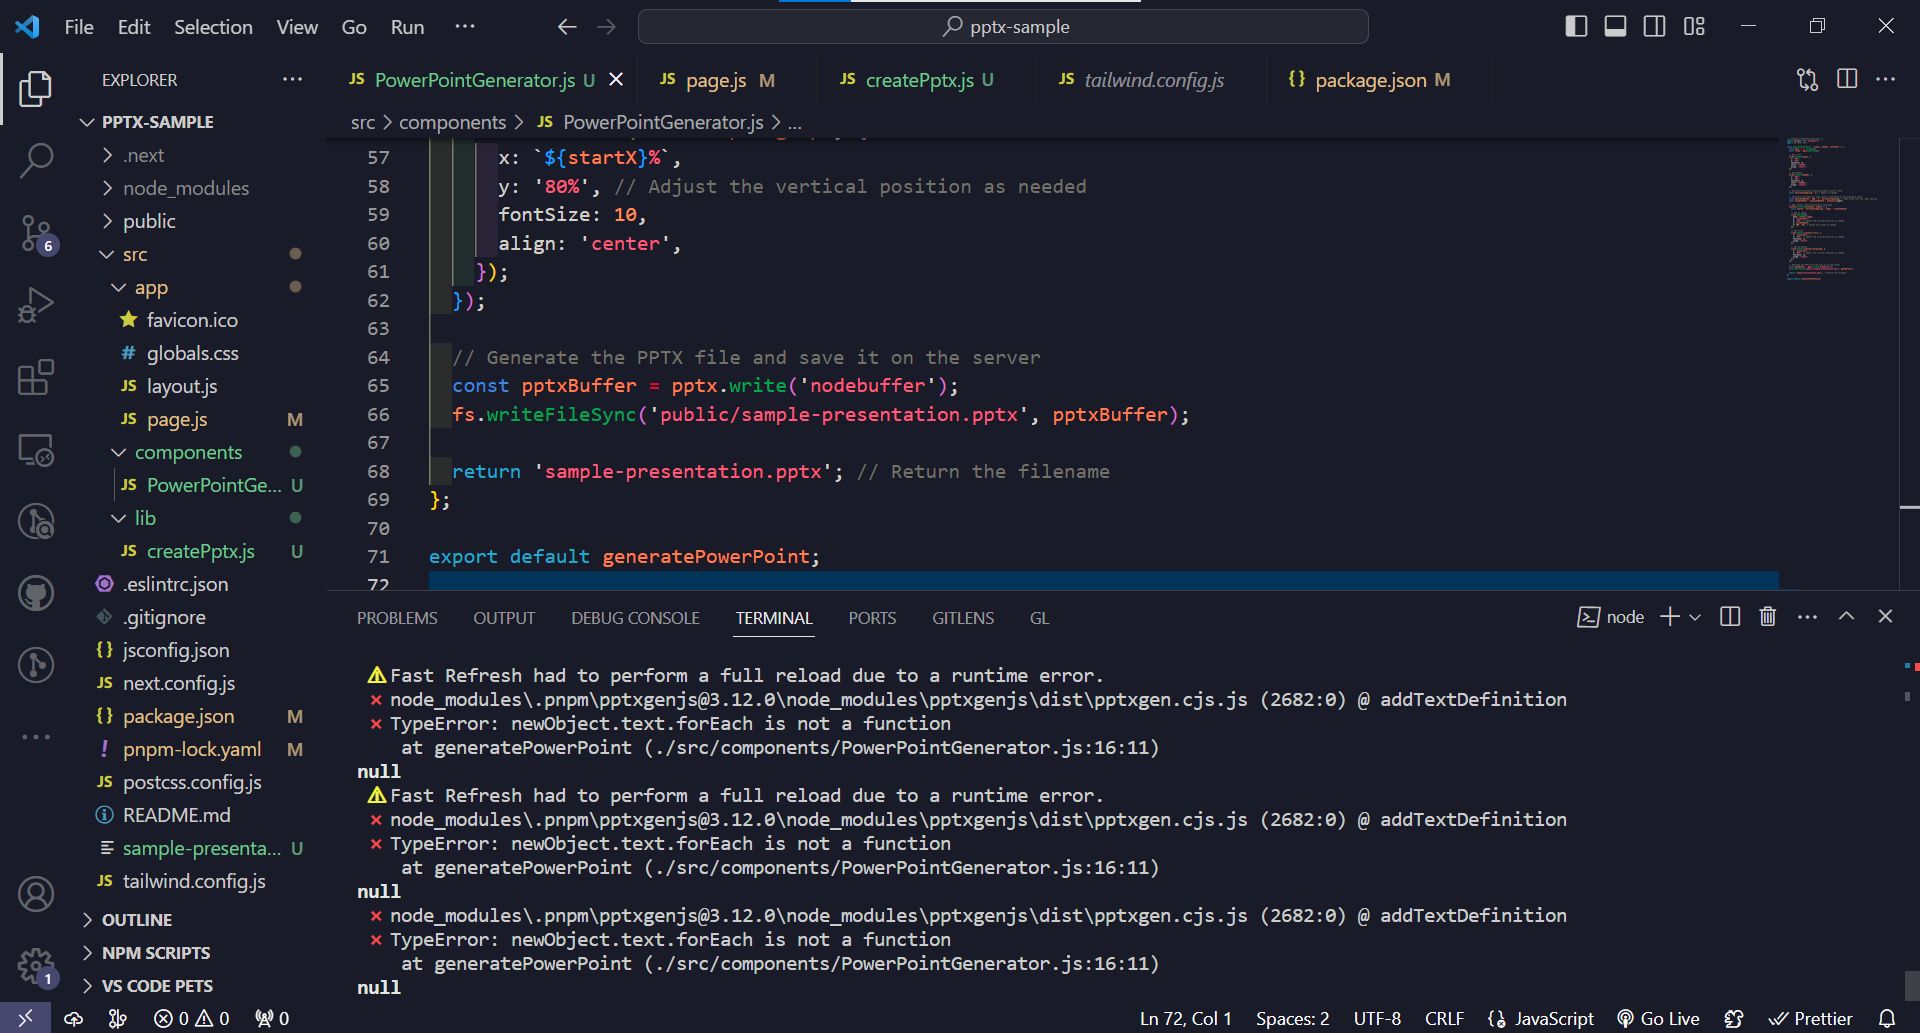 File Edit Selection View Go Run ··· pptx-sample
EXPLORER ···
PPTX-SAMPLE
.next
node_modules
public
src
app
favicon.ico
# globals.css
JS layout.js
JS page.js M
components
JS PowerPointGe... U
lib
JS createPptx.js U
.eslintrc.json
.gitignore
{} jsconfig.json
JS next.config.js
{} package.json M
! pnpm-lock.yaml M
JS postcss.config.js
README.md
sample-presenta... U
JS tailwind.config.js
OUTLINE
NPM SCRIPTS
VS CODE PETS
6
1
JS PowerPointGenerator.js U JS page.js M JS createPptx.js U JS tailwind.config.js {} package.json M
src > components > JS PowerPointGenerator.js > ...
57 x: `${startX}%`,
58 y: '80%', // Adjust the vertical position as needed
59 fontSize: 10,
60 align: 'center',
61 });
62 });
63
64 // Generate the PPTX file and save it on the server
65 const pptxBuffer = pptx.write('nodebuffer');
66 fs.writeFileSync('public/sample-presentation.pptx', pptxBuffer);
67
68 return 'sample-presentation.pptx'; // Return the filename
69 };
70
71 export default generatePowerPoint;
72
PROBLEMS OUTPUT DEBUG CONSOLE TERMINAL PORTS GITLENS GL node
⚠ Fast Refresh had to perform a full reload due to a runtime error.
× node_modules\.pnpm\pptxgenjs@3.12.0\node_modules\pptxgenjs\dist\pptxgen.cjs.js (2682:0) @ addTextDefinition
× TypeError: newObject.text.forEach is not a function
at generatePowerPoint (./src/components/PowerPointGenerator.js:16:11)
null
⚠ Fast Refresh had to perform a full reload due to a runtime error.
× node_modules\.pnpm\pptxgenjs@3.12.0\node_modules\pptxgenjs\dist\pptxgen.cjs.js (2682:0) @ addTextDefinition
× TypeError: newObject.text.forEach is not a function
at generatePowerPoint (./src/components/PowerPointGenerator.js:16:11)
null
× node_modules\.pnpm\pptxgenjs@3.12.0\node_modules\pptxgenjs\dist\pptxgen.cjs.js (2682:0) @ addTextDefinition
× TypeError: newObject.text.forEach is not a function
at generatePowerPoint (./src/components/PowerPointGenerator.js:16:11)
null
0 0 0 Ln 72, Col 1 Spaces: 2 UTF-8 CRLF {} JavaScript Go Live Prettier